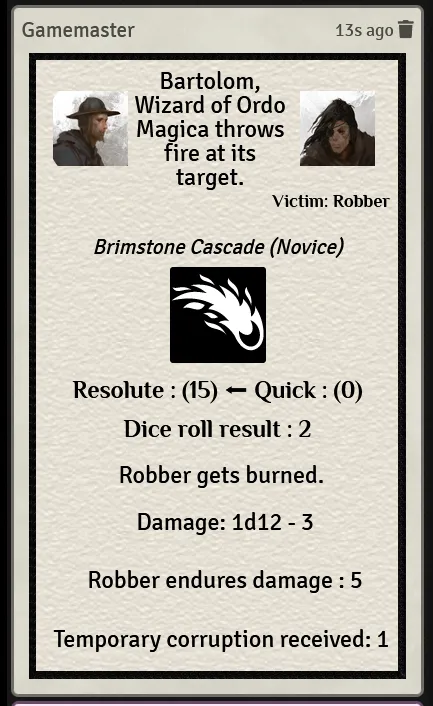 Gamemaster
13s ago
Bartolom,
Wizard of Ordo
Magica throws
fire at its
target.
Victim: Robber
Brimstone Cascade (Novice)
Resolute : (15) ← Quick : (0)
Dice roll result : 2
Robber gets burned.
Damage: 1d12 - 3
Robber endures damage : 5
Temporary corruption received: 1